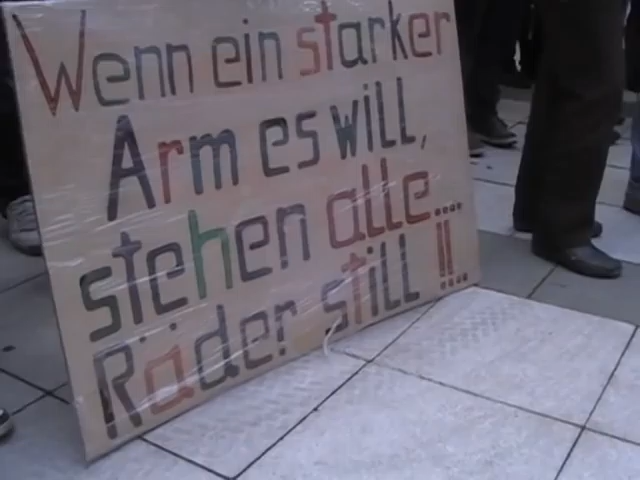 Wenn ein starker
Arm es will,
stehen alle....
Räder still !!..